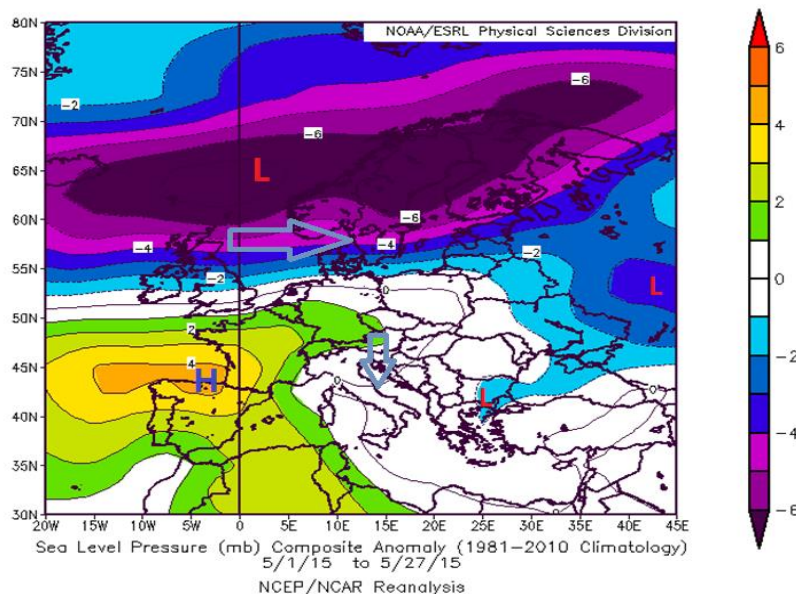 80N
NOAA/ESRL Physical Sciences Division
75N
-2
-6
70N
-6
65N
L
60N
-6
-4
-4
55N
-2
-2
L
0
50N
2
45N
4
H
0
0
L
40N
35N
0
30N
20W 15W 10W 5W 0 5E 10E 15E 20E 25E 30E 35E 40E 45E
6
4
2
0
-2
-4
-6
Sea Level Pressure (mb) Composite Anomaly (1981-2010 Climatology)
5/1/15 to 5/27/15
NCEP/NCAR Reanalysis